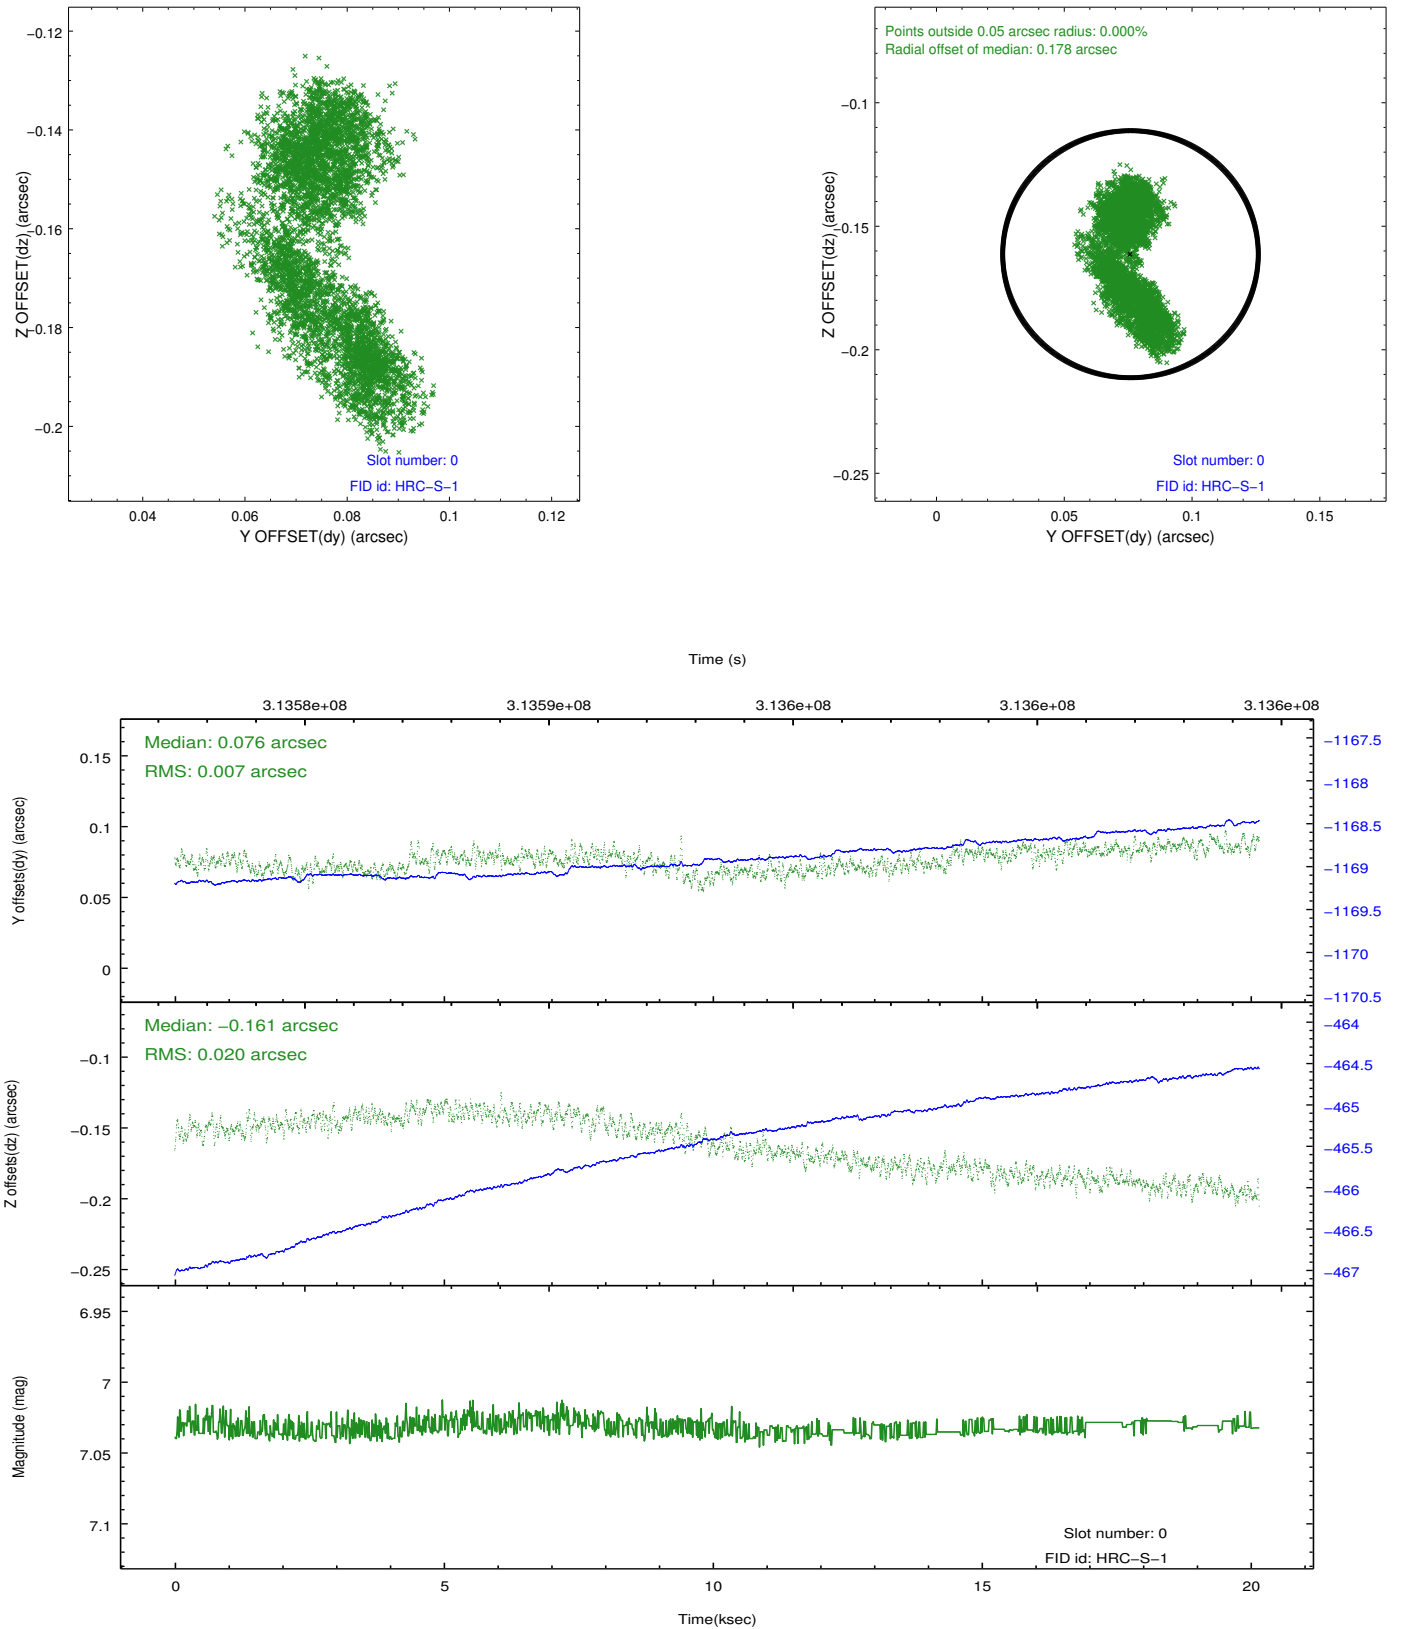 −0.12
−0.14
−0.16
−0.18
−0.2
Z OFFSET(dz) (arcsec)
Slot number: 0
FID id: HRC−S−1
0.04
0.06
0.08
0.1
0.12
Y OFFSET(dy) (arcsec)
Points outside 0.05 arcsec radius: 0.000%
Radial offset of median: 0.178 arcsec
−0.1
−0.15
−0.2
−0.25
Z OFFSET(dz) (arcsec)
Slot number: 0
FID id: HRC−S−1
0
0.05
0.1
0.15
Y OFFSET(dy) (arcsec)
Time (s)
3.1358e+08
3.1359e+08
3.136e+08
3.136e+08
3.136e+08
Median: 0.076 arcsec
RMS: 0.007 arcsec
0.15
0.1
0.05
0
Y offsets(dy) (arcsec)
−1167.5
−1168
−1168.5
−1169
−1169.5
−1170
−1170.5
Median: −0.161 arcsec
RMS: 0.020 arcsec
−0.1
−0.15
−0.2
−0.25
Z offsets(dz) (arcsec)
−464
−464.5
−465
−465.5
−466
−466.5
−467
6.95
7
7.05
7.1
Magnitude (mag)
Slot number: 0
FID id: HRC−S−1
0
5
10
15
20
Time(ksec)